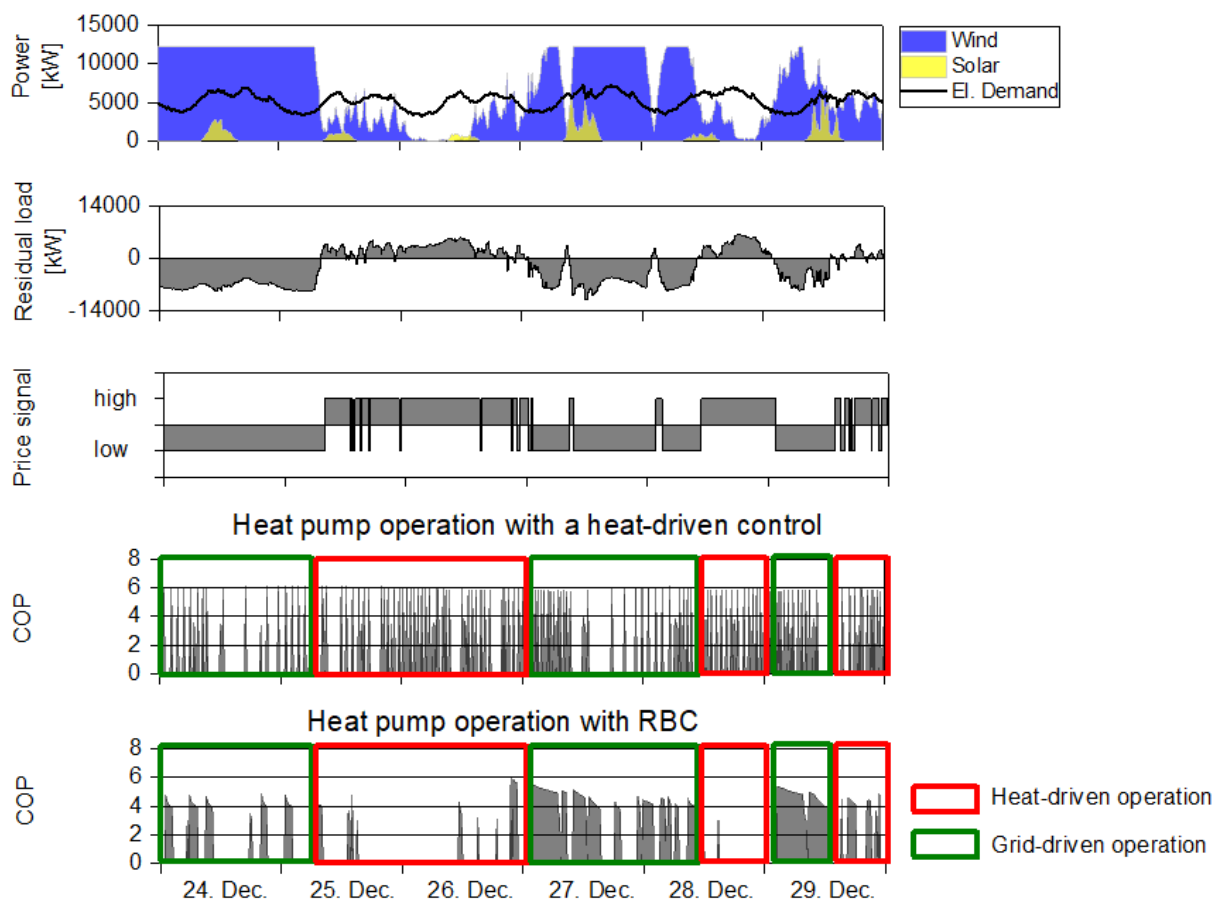 Power
[kW]
15000
10000
5000
0
Wind
Solar
El. Demand
Residual load
[kW]
14000
0
-14000
Price signal
high
low
Heat pump operation with a heat-driven control
COP
8
6
4
2
0
Heat pump operation with RBC
COP
8
6
4
2
0
24. Dec.
25. Dec.
26. Dec.
27. Dec.
28. Dec.
29. Dec.
Heat-driven operation
Grid-driven operation